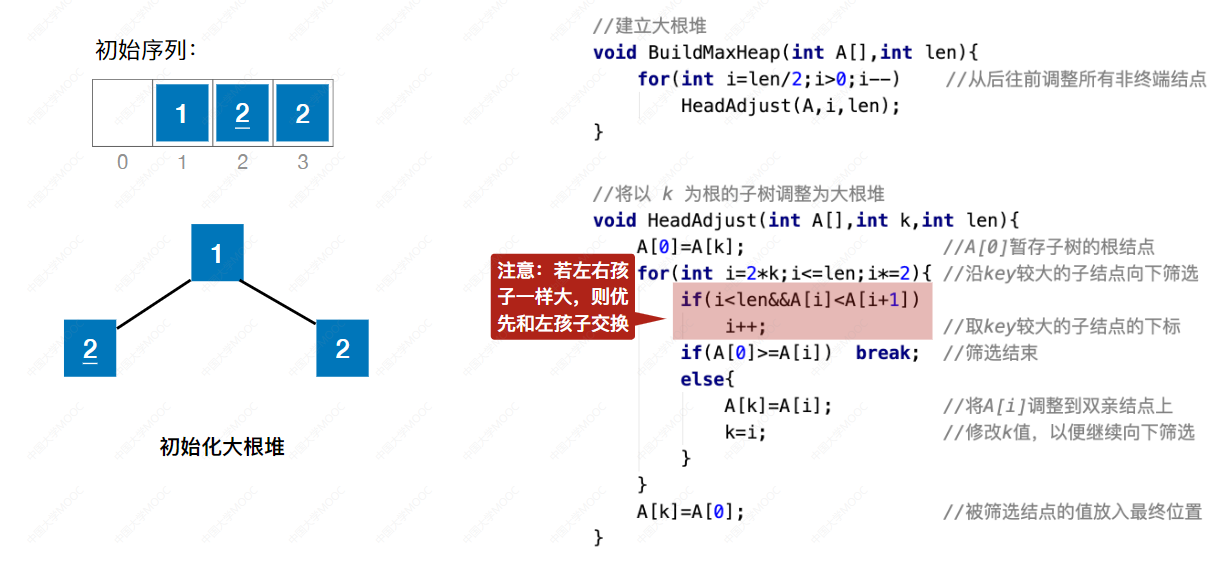 初始序列：
1 2 2
0 1 2 3
1
2 2
初始化大根堆
//建立大根堆
void BuildMaxHeap(int A[],int len){
for(int i=len/2;i>0;i--) //从后往前调整所有非终端结点
HeadAdjust(A,i,len);
}
//将以 k 为根的子树调整为大根堆
void HeadAdjust(int A[],int k,int len){
A[0]=A[k]; //A[0]暂存子树的根结点
for(int i=2*k;i<=len;i*=2){ //沿key较大的子结点向下筛选
if(i<len&&A[i]<A[i+1])
i++; //取key较大的子结点的下标
if(A[0]>=A[i]) break; //筛选结束
else{
A[k]=A[i]; //将A[i]调整到双亲结点上
k=i; //修改k值，以便继续向下筛选
}
}
A[k]=A[0]; //被筛选结点的值放入最终位置
}
注意：若左右孩
子一样大，则优
先和左孩子交换
中国大学MOOC